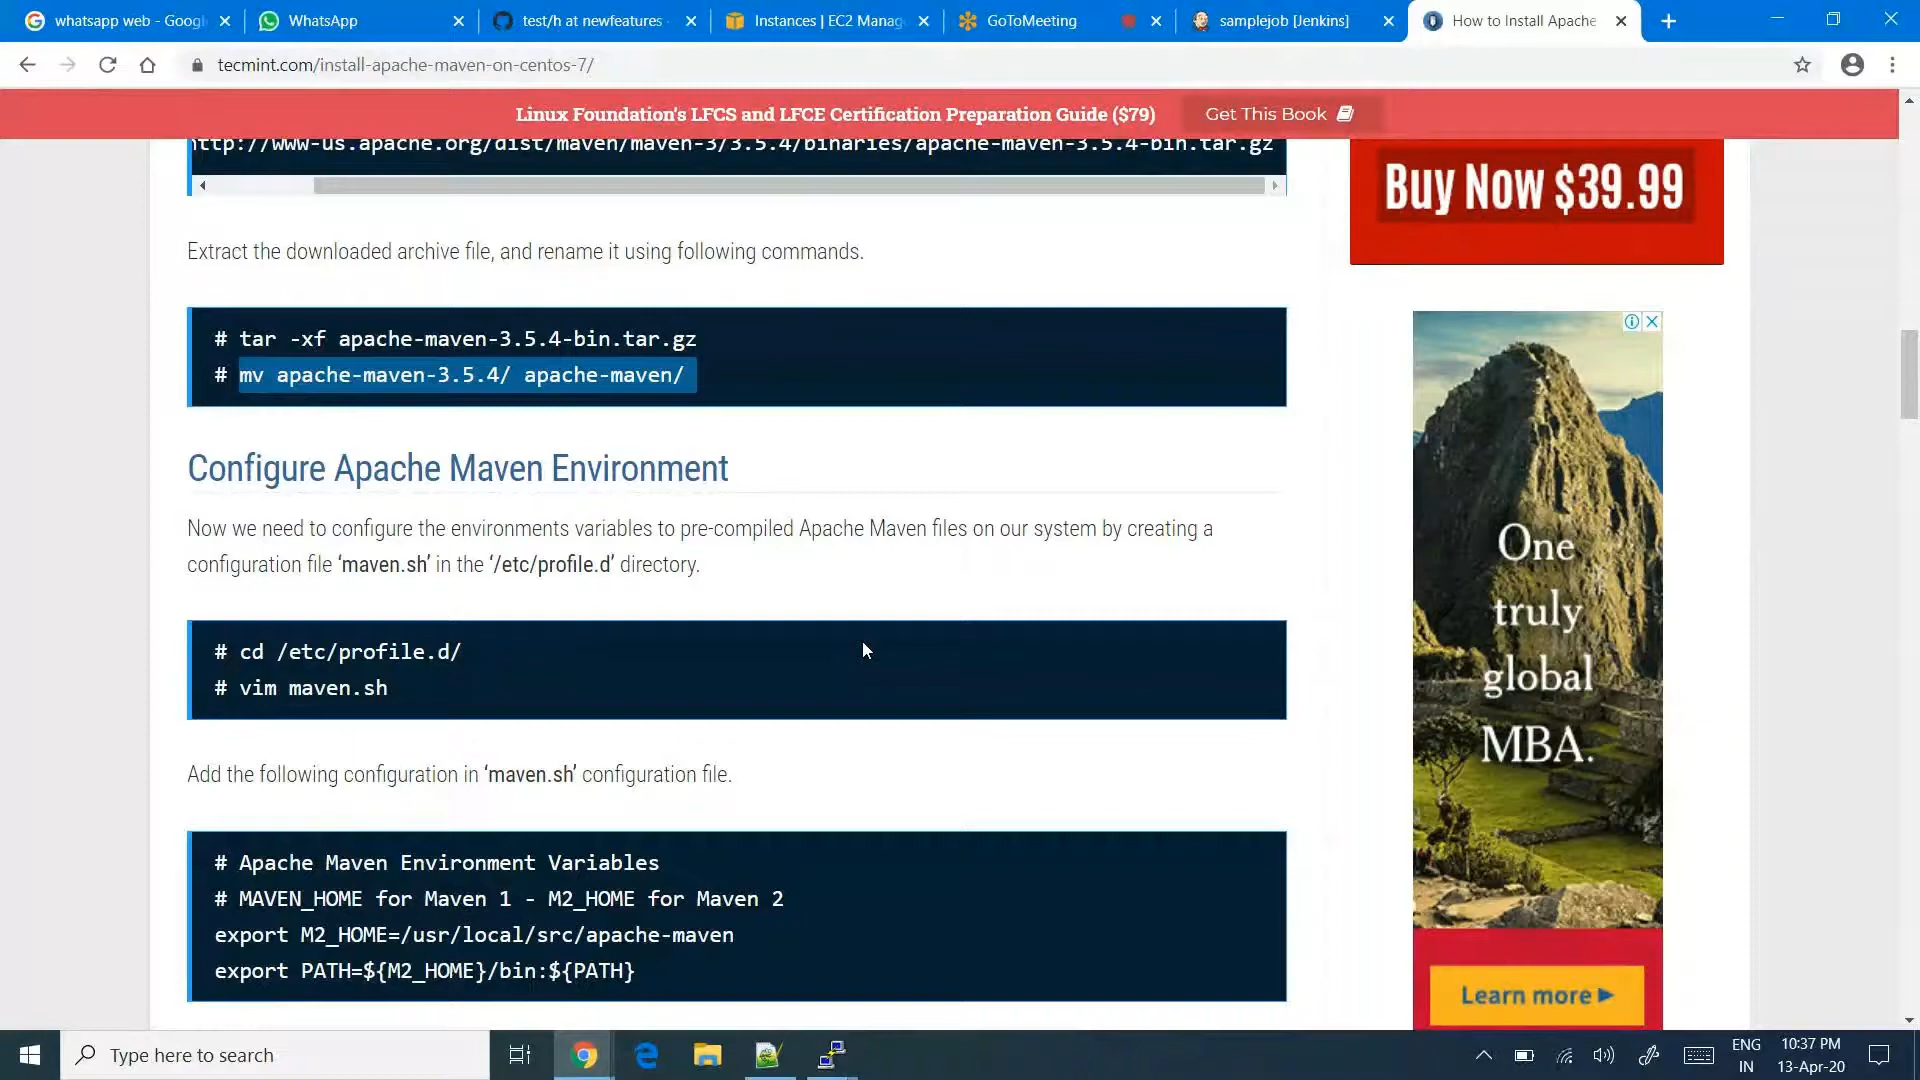 whatsapp web - Googl
WhatsApp
test/h at newfeatures
Instances | EC2 Manag
GoToMeeting
samplejob [Jenkins]
How to Install Apache
tecmint.com/install-apache-maven-on-centos-7/
Linux Foundation's LFCS and LFCE Certification Preparation Guide ($79)
Get This Book
http://www-us.apache.org/dist/maven/maven-3/3.5.4/binaries/apache-maven-3.5.4-bin.tar.gz
Buy Now $39.99
Extract the downloaded archive file, and rename it using following commands.
# tar -xf apache-maven-3.5.4-bin.tar.gz
# mv apache-maven-3.5.4/ apache-maven/
Configure Apache Maven Environment
Now we need to configure the environments variables to pre-compiled Apache Maven files on our system by creating a
configuration file ‘maven.sh’ in the ‘/etc/profile.d’ directory.
# cd /etc/profile.d/
# vim maven.sh
Add the following configuration in ‘maven.sh’ configuration file.
# Apache Maven Environment Variables
# MAVEN_HOME for Maven 1 - M2_HOME for Maven 2
export M2_HOME=/usr/local/src/apache-maven
export PATH=${M2_HOME}/bin:${PATH}
One
truly
global
MBA.
Learn more
Type here to search
ENG
IN
10:37 PM
13-Apr-20